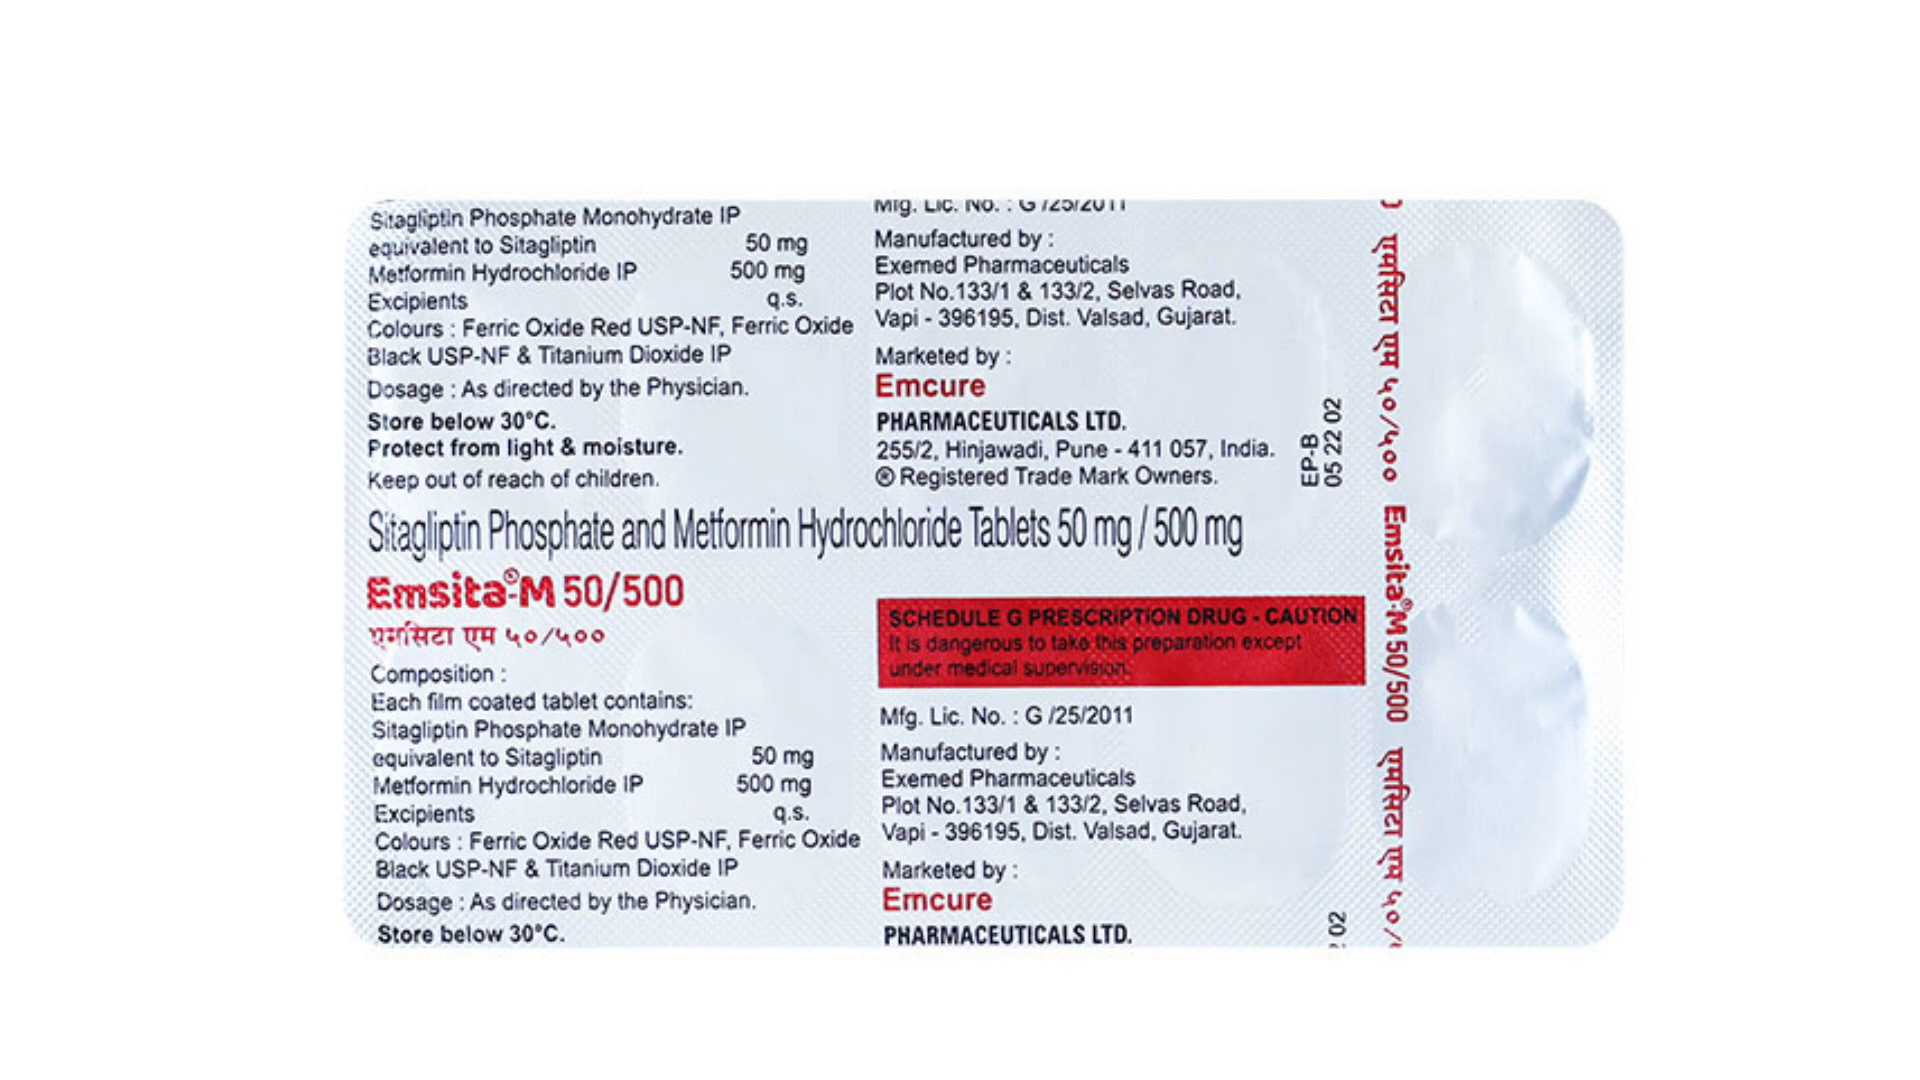 Sitagliptin Phosphate Monohydrate IP
equivalent to Sitagliptin 50 mg
Metformin Hydrochloride IP 500 mg
Excipients q.s.
Colours : Ferric Oxide Red USP-NF, Ferric Oxide
Black USP-NF & Titanium Dioxide IP
Dosage : As directed by the Physician.
Store below 30°C.
Protect from light & moisture.
Keep out of reach of children.
Mfg. Lic. No. : G /25/2011
Manufactured by :
Exemed Pharmaceuticals
Plot No.133/1 & 133/2, Selvas Road,
Vapi - 396195, Dist. Valsad, Gujarat.
Marketed by :
Emcure
PHARMACEUTICALS LTD.
255/2, Hinjawadi, Pune - 411 057, India.
® Registered Trade Mark Owners.
EP-B
05 22 02
Sitagliptin Phosphate and Metformin Hydrochloride Tablets 50 mg / 500 mg
Emsita®-M 50/500
एमसिटा एम ५०/५००
Composition :
Each film coated tablet contains:
Sitagliptin Phosphate Monohydrate IP
equivalent to Sitagliptin 50 mg
Metformin Hydrochloride IP 500 mg
Excipients q.s.
Colours : Ferric Oxide Red USP-NF, Ferric Oxide
Black USP-NF & Titanium Dioxide IP
Dosage : As directed by the Physician.
Store below 30°C.
SCHEDULE G PRESCRIPTION DRUG - CAUTION
It is dangerous to take this preparation except
under medical supervision.
Mfg. Lic. No. : G /25/2011
Manufactured by :
Exemed Pharmaceuticals
Plot No.133/1 & 133/2, Selvas Road,
Vapi - 396195, Dist. Valsad, Gujarat.
Marketed by :
Emcure
PHARMACEUTICALS LTD.
02
एमसिटा एम ५०/५०० Emsita®-M 50/500 एमसिटा एम ५०/